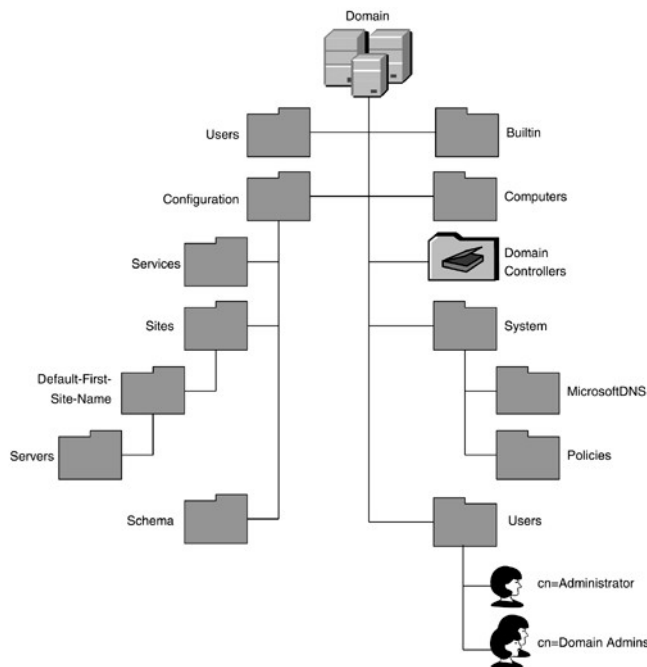 Domain
Users
Builtin
Configuration
Computers
Services
Domain
Controllers
Sites
System
Default-First-
Site-Name
MicrosoftDNS
Servers
Policies
Schema
Users
cn=Administrator
cn=Domain Admins